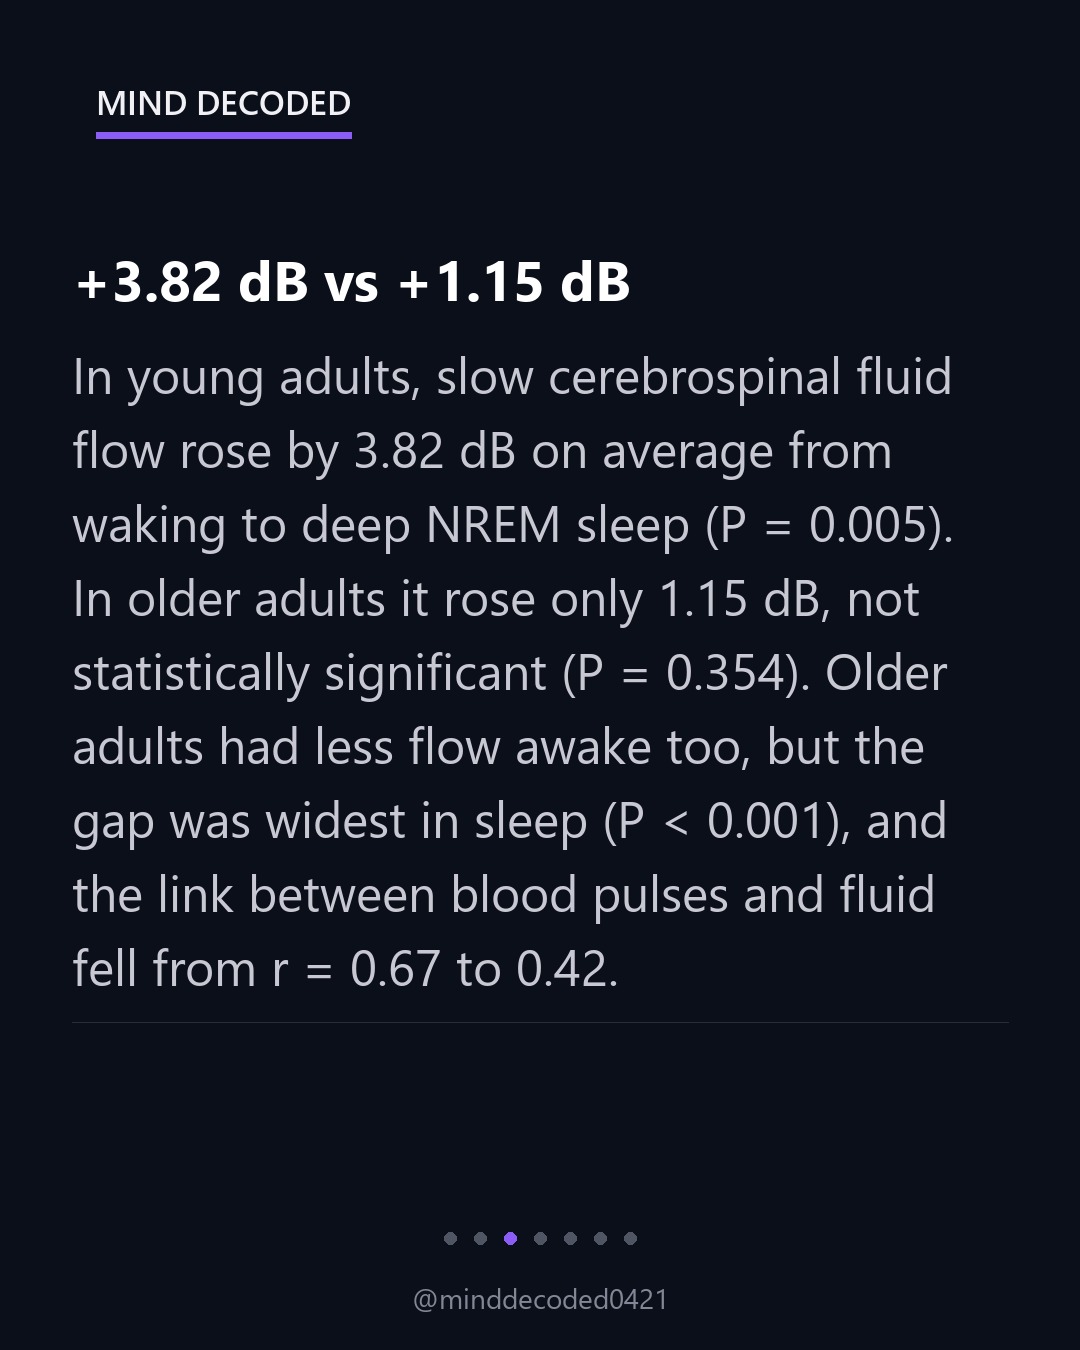 MIND DECODED
+3.82 dB vs +1.15 dB
In young adults, slow cerebrospinal fluid
flow rose by 3.82 dB on average from
waking to deep NREM sleep (P = 0.005).
In older adults it rose only 1.15 dB, not
statistically significant (P = 0.354). Older
adults had less flow awake too, but the
gap was widest in sleep (P < 0.001), and
the link between blood pulses and fluid
fell from r = 0.67 to 0.42.
@minddecoded0421